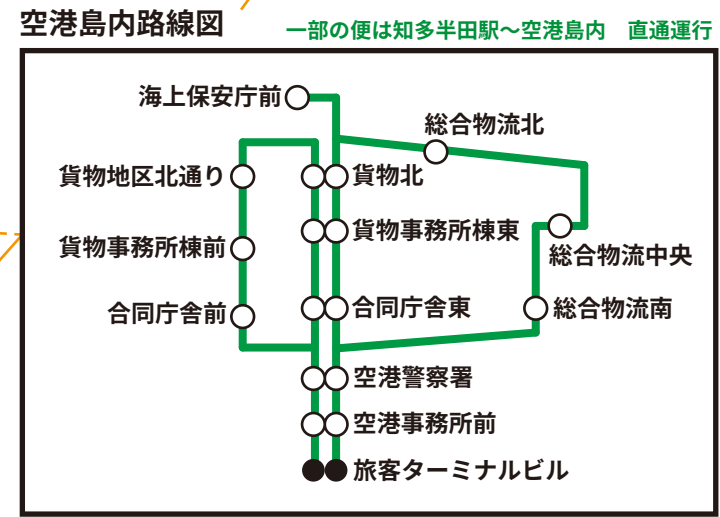 空港島内路線図
一部の便は知多半田駅～空港島内　直通運行
海上保安庁前
総合物流北
貨物地区北通り
貨物北
貨物事務所棟前
貨物事務所棟東
総合物流中央
合同庁舎前
合同庁舎東
総合物流南
空港警察署
空港事務所前
旅客ターミナルビル